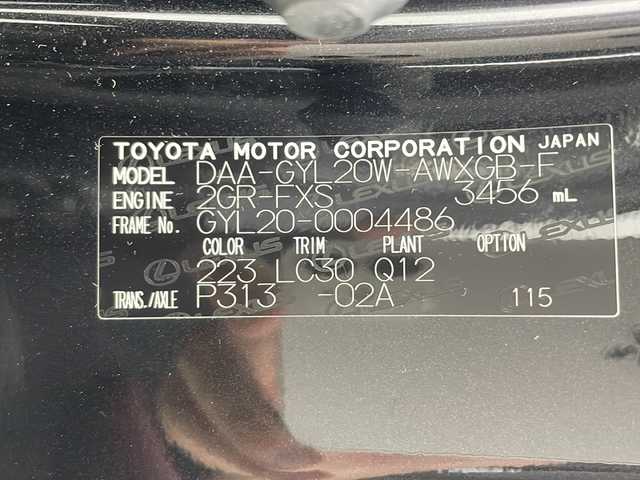 TOYOTA MOTOR CORPORATION JAPAN
MODEL DAA-GYL20W-AWXGB-F
ENGINE 2GR-FXS 3456 mL
FRAME No. GYL20-0004486
COLOR TRIM PLANT OPTION
223 LC30 Q12
TRANS./AXLE P313 -02A 115
LEXUS